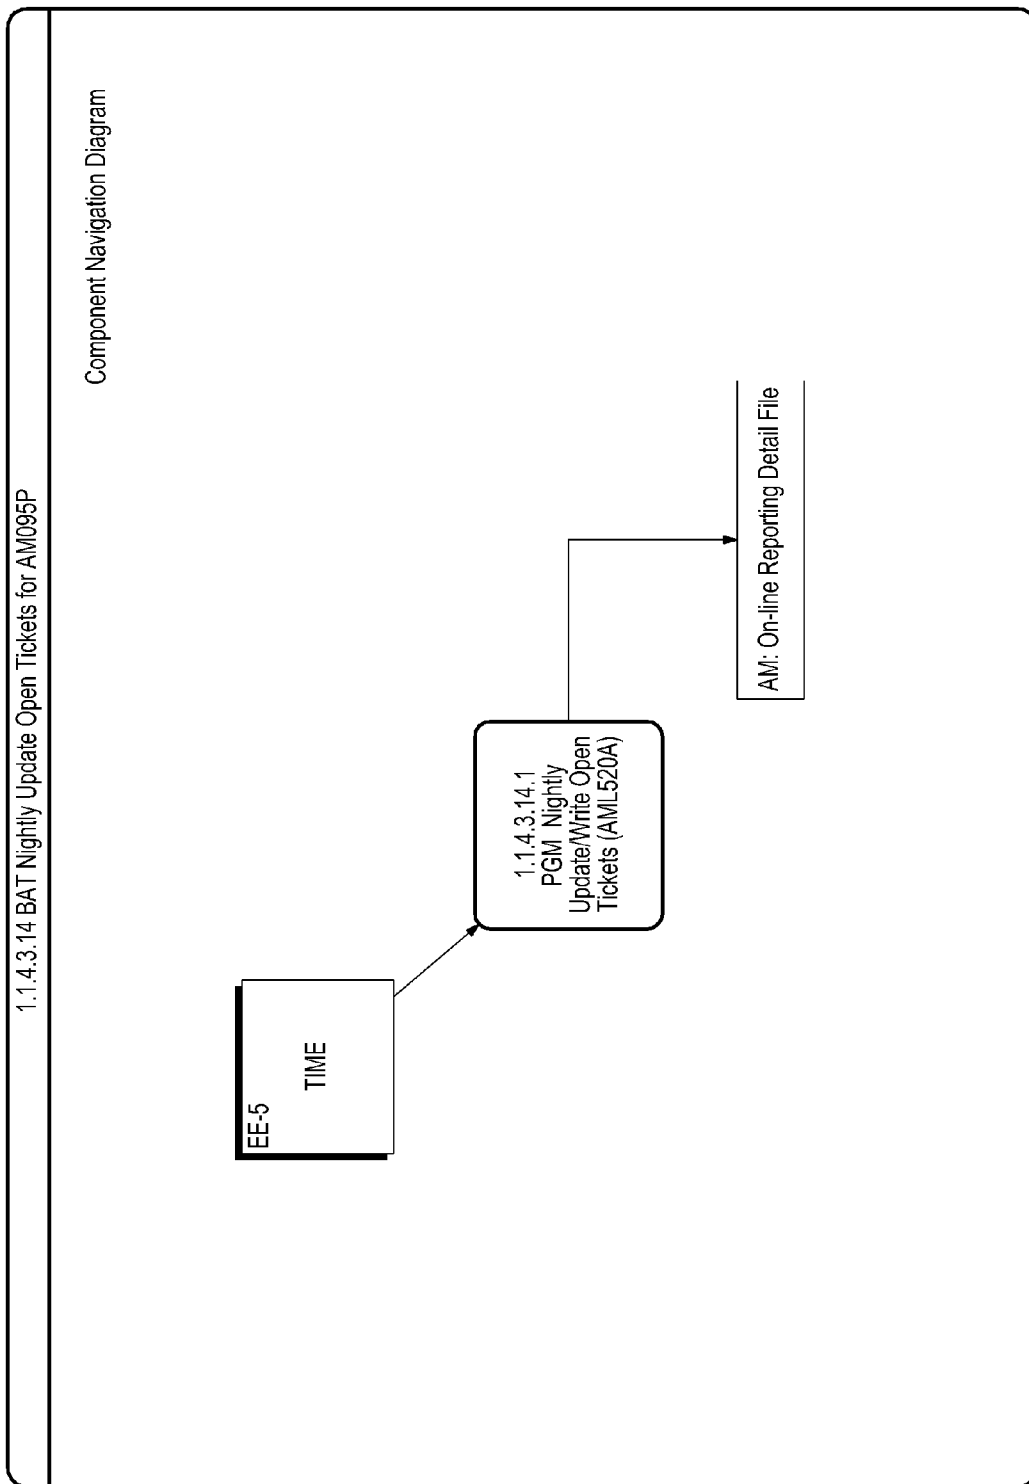 1.1.4.3.14 BAT Nightly Update Open Tickets for AM095P
Component Navigation Diagram
EE-5
TIME
1.1.4.3.14.1
PGM Nightly
Update/Write Open
Tickets (AML520A)
AM: On-line Reporting Detail File